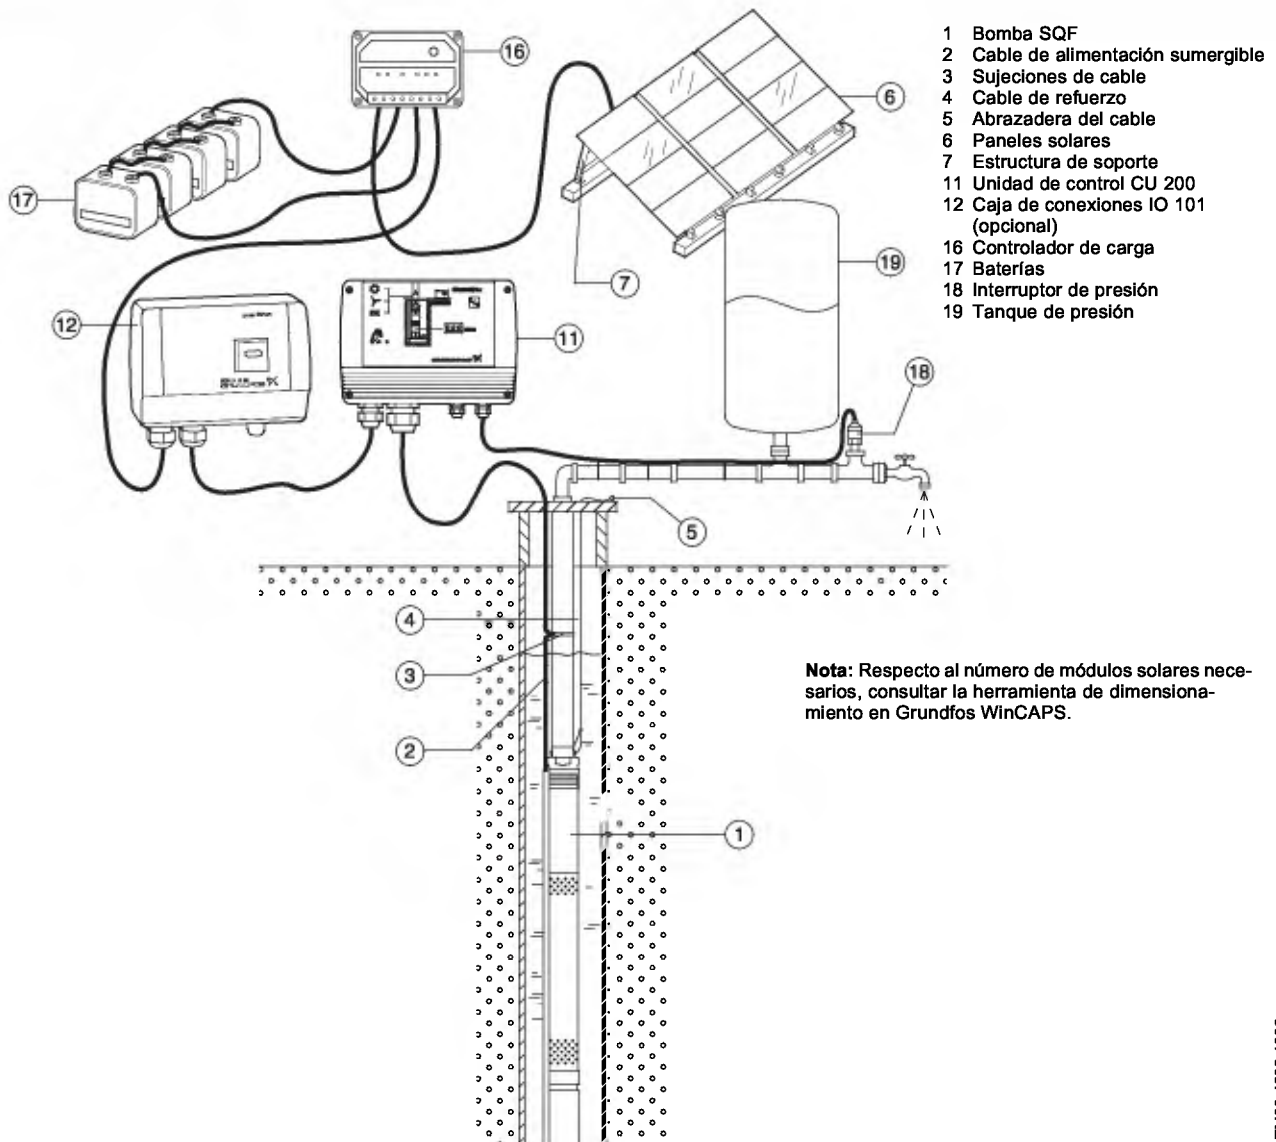 1 Bomba SQF
2 Cable de alimentación sumergible
3 Sujeciones de cable
4 Cable de refuerzo
5 Abrazadera del cable
6 Paneles solares
7 Estructura de soporte
11 Unidad de control CU 200
12 Caja de conexiones IO 101
(opcional)
16 Controlador de carga
17 Baterías
18 Interruptor de presión
19 Tanque de presión
16
6
17
7
19
12
11
18
5
4
3
2
1
Nota: Respecto al número de módulos solares nece-
sarios, consultar la herramienta de dimensiona-
miento en Grundfos WinCAPS.